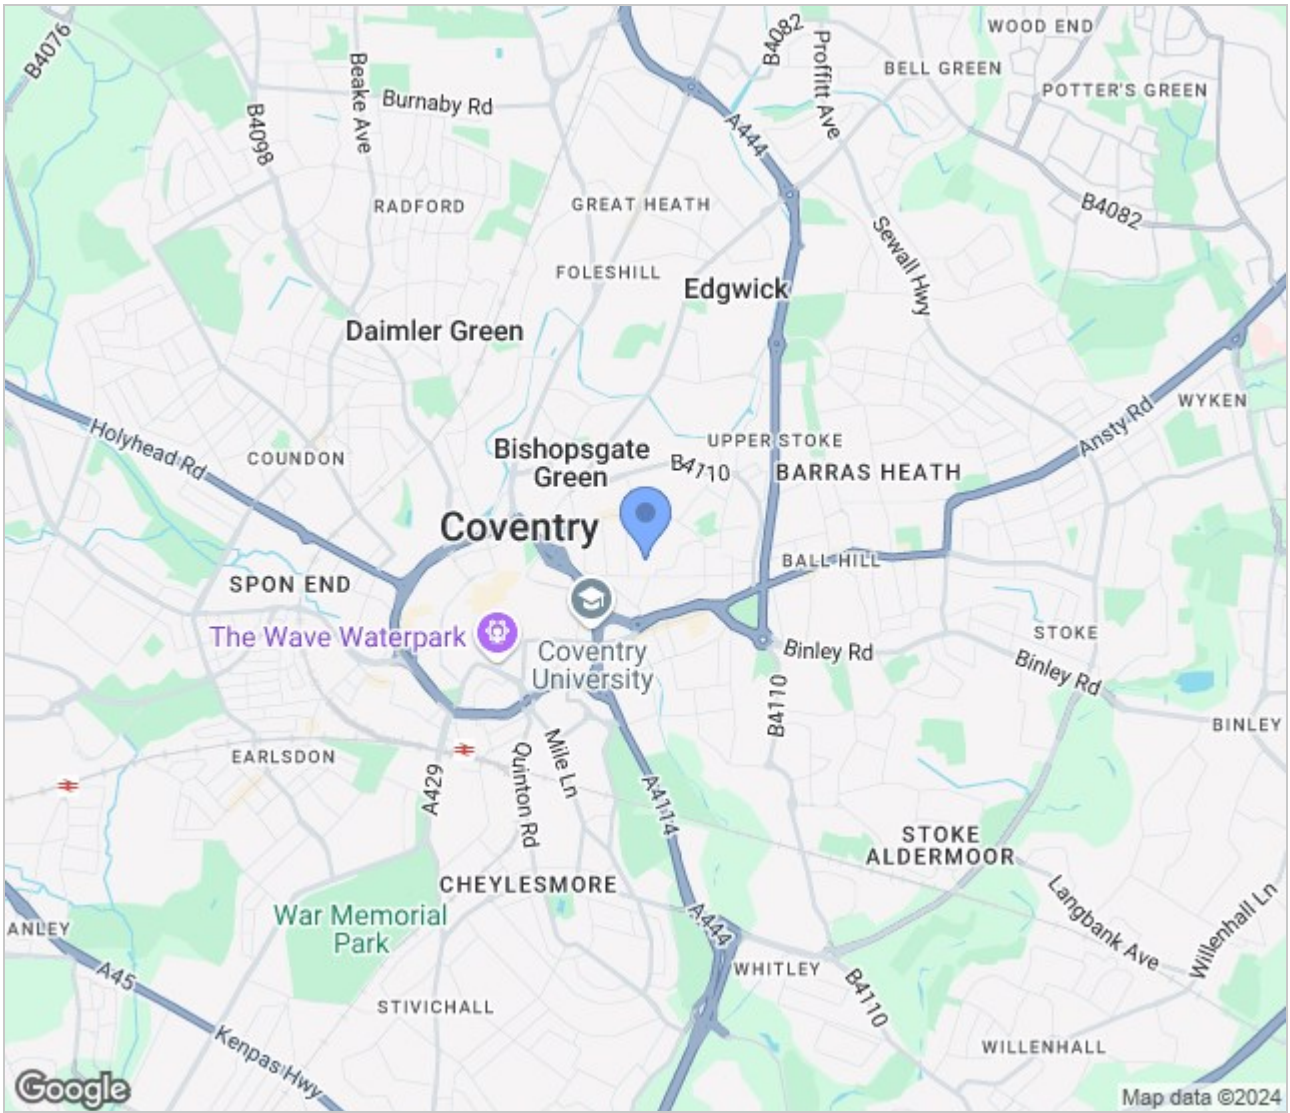 B4076
B4098
Beake Ave
Burnaby Rd
B4082
Proffitt Ave
WOOD END
BELL GREEN
POTTER'S GREEN
A444
RADFORD
GREAT HEATH
B4082
Sewall Hwy
FOLESHILL
Edgwick
Daimler Green
Holyhead Rd
COUNDON
Bishopsgate
Green
B4110
UPPER STOKE
BARRAS HEATH
Ansty Rd
WYKEN
Coventry
BALL HILL
SPON END
The Wave Waterpark
Coventry
University
Binley Rd
STOKE
Binley Rd
B4110
BINLEY
EARLSDON
A429
Quinton Rd
Mile Ln
A4114
STOKE
ALDERMOOR
CHEYLESMORE
War Memorial
Park
A444
Langbank Ave
Willenhall Ln
ANLEY
A45
WHITLEY
B4110
STIVICHALL
Kenpas Hwy
WILLENHALL
Google
Map data ©2024